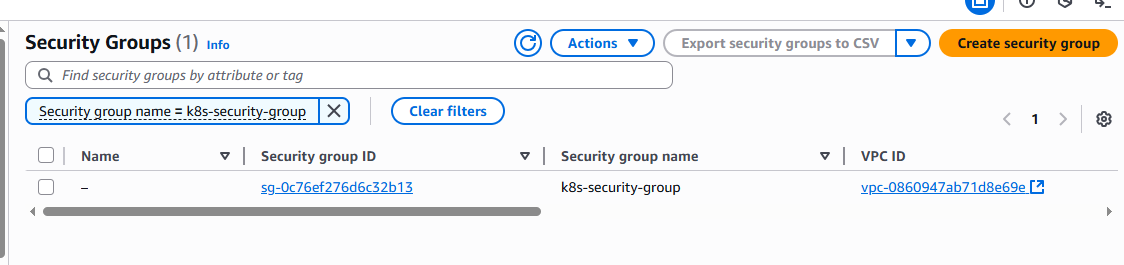 Security Groups (1) Info
Actions
Export security groups to CSV
Create security group
Find security groups by attribute or tag
Security group name = k8s-security-group
Clear filters
1
Name
Security group ID
Security group name
VPC ID
–
sg-0c76ef276d6c32b13
k8s-security-group
vpc-0860947ab71d8e69e